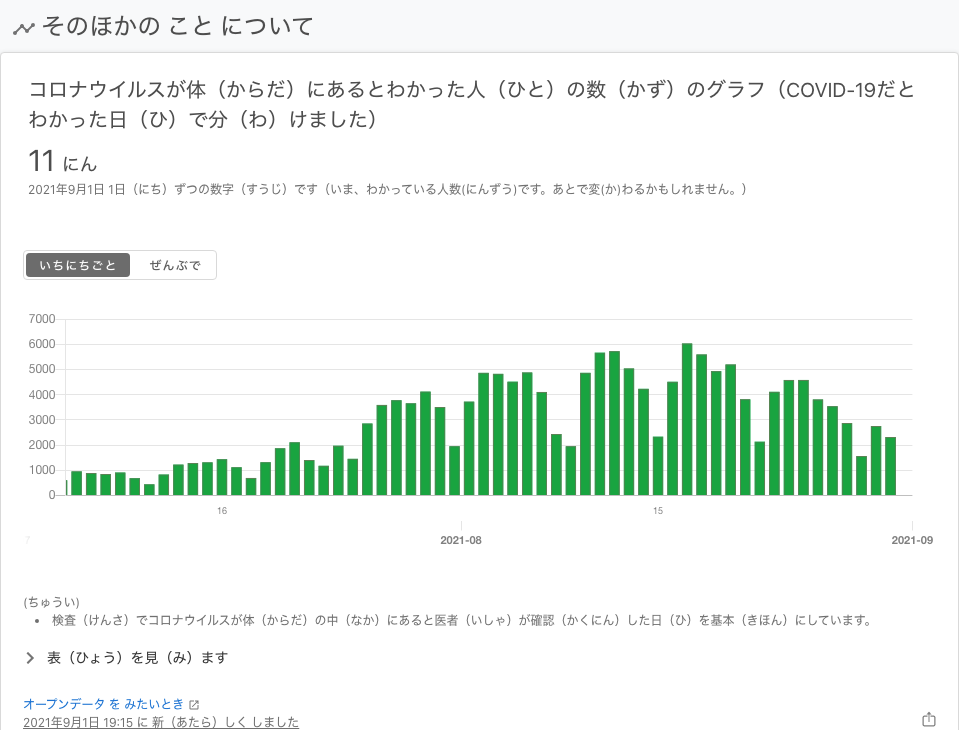 そのほかの こと について
コロナウイルスが体（からだ）にあるとわかった人（ひと）の数（かず）のグラフ（COVID-19だと
わかった日（ひ）で分（わ）けました）
11 にん
2021年9月1日 1日（にち）ずつの数字（すうじ）です（いま、わかっている人数(にんずう)です。あとで変(か)わるかもしれません。）
いちにちごと ぜんぶで
7000
6000
5000
4000
3000
2000
1000
0
16 15
7 2021-08 2021-09
(ちゅうい)
• 検査（けんさ）でコロナウイルスが体（からだ）の中（なか）にあると医者（いしゃ）が確認（かくにん）した日（ひ）を基本（きほん）にしています。
表（ひょう）を見（み）ます
オープンデータ を みたいとき
2021年9月1日 19:15 に 新（あたら）しく しました